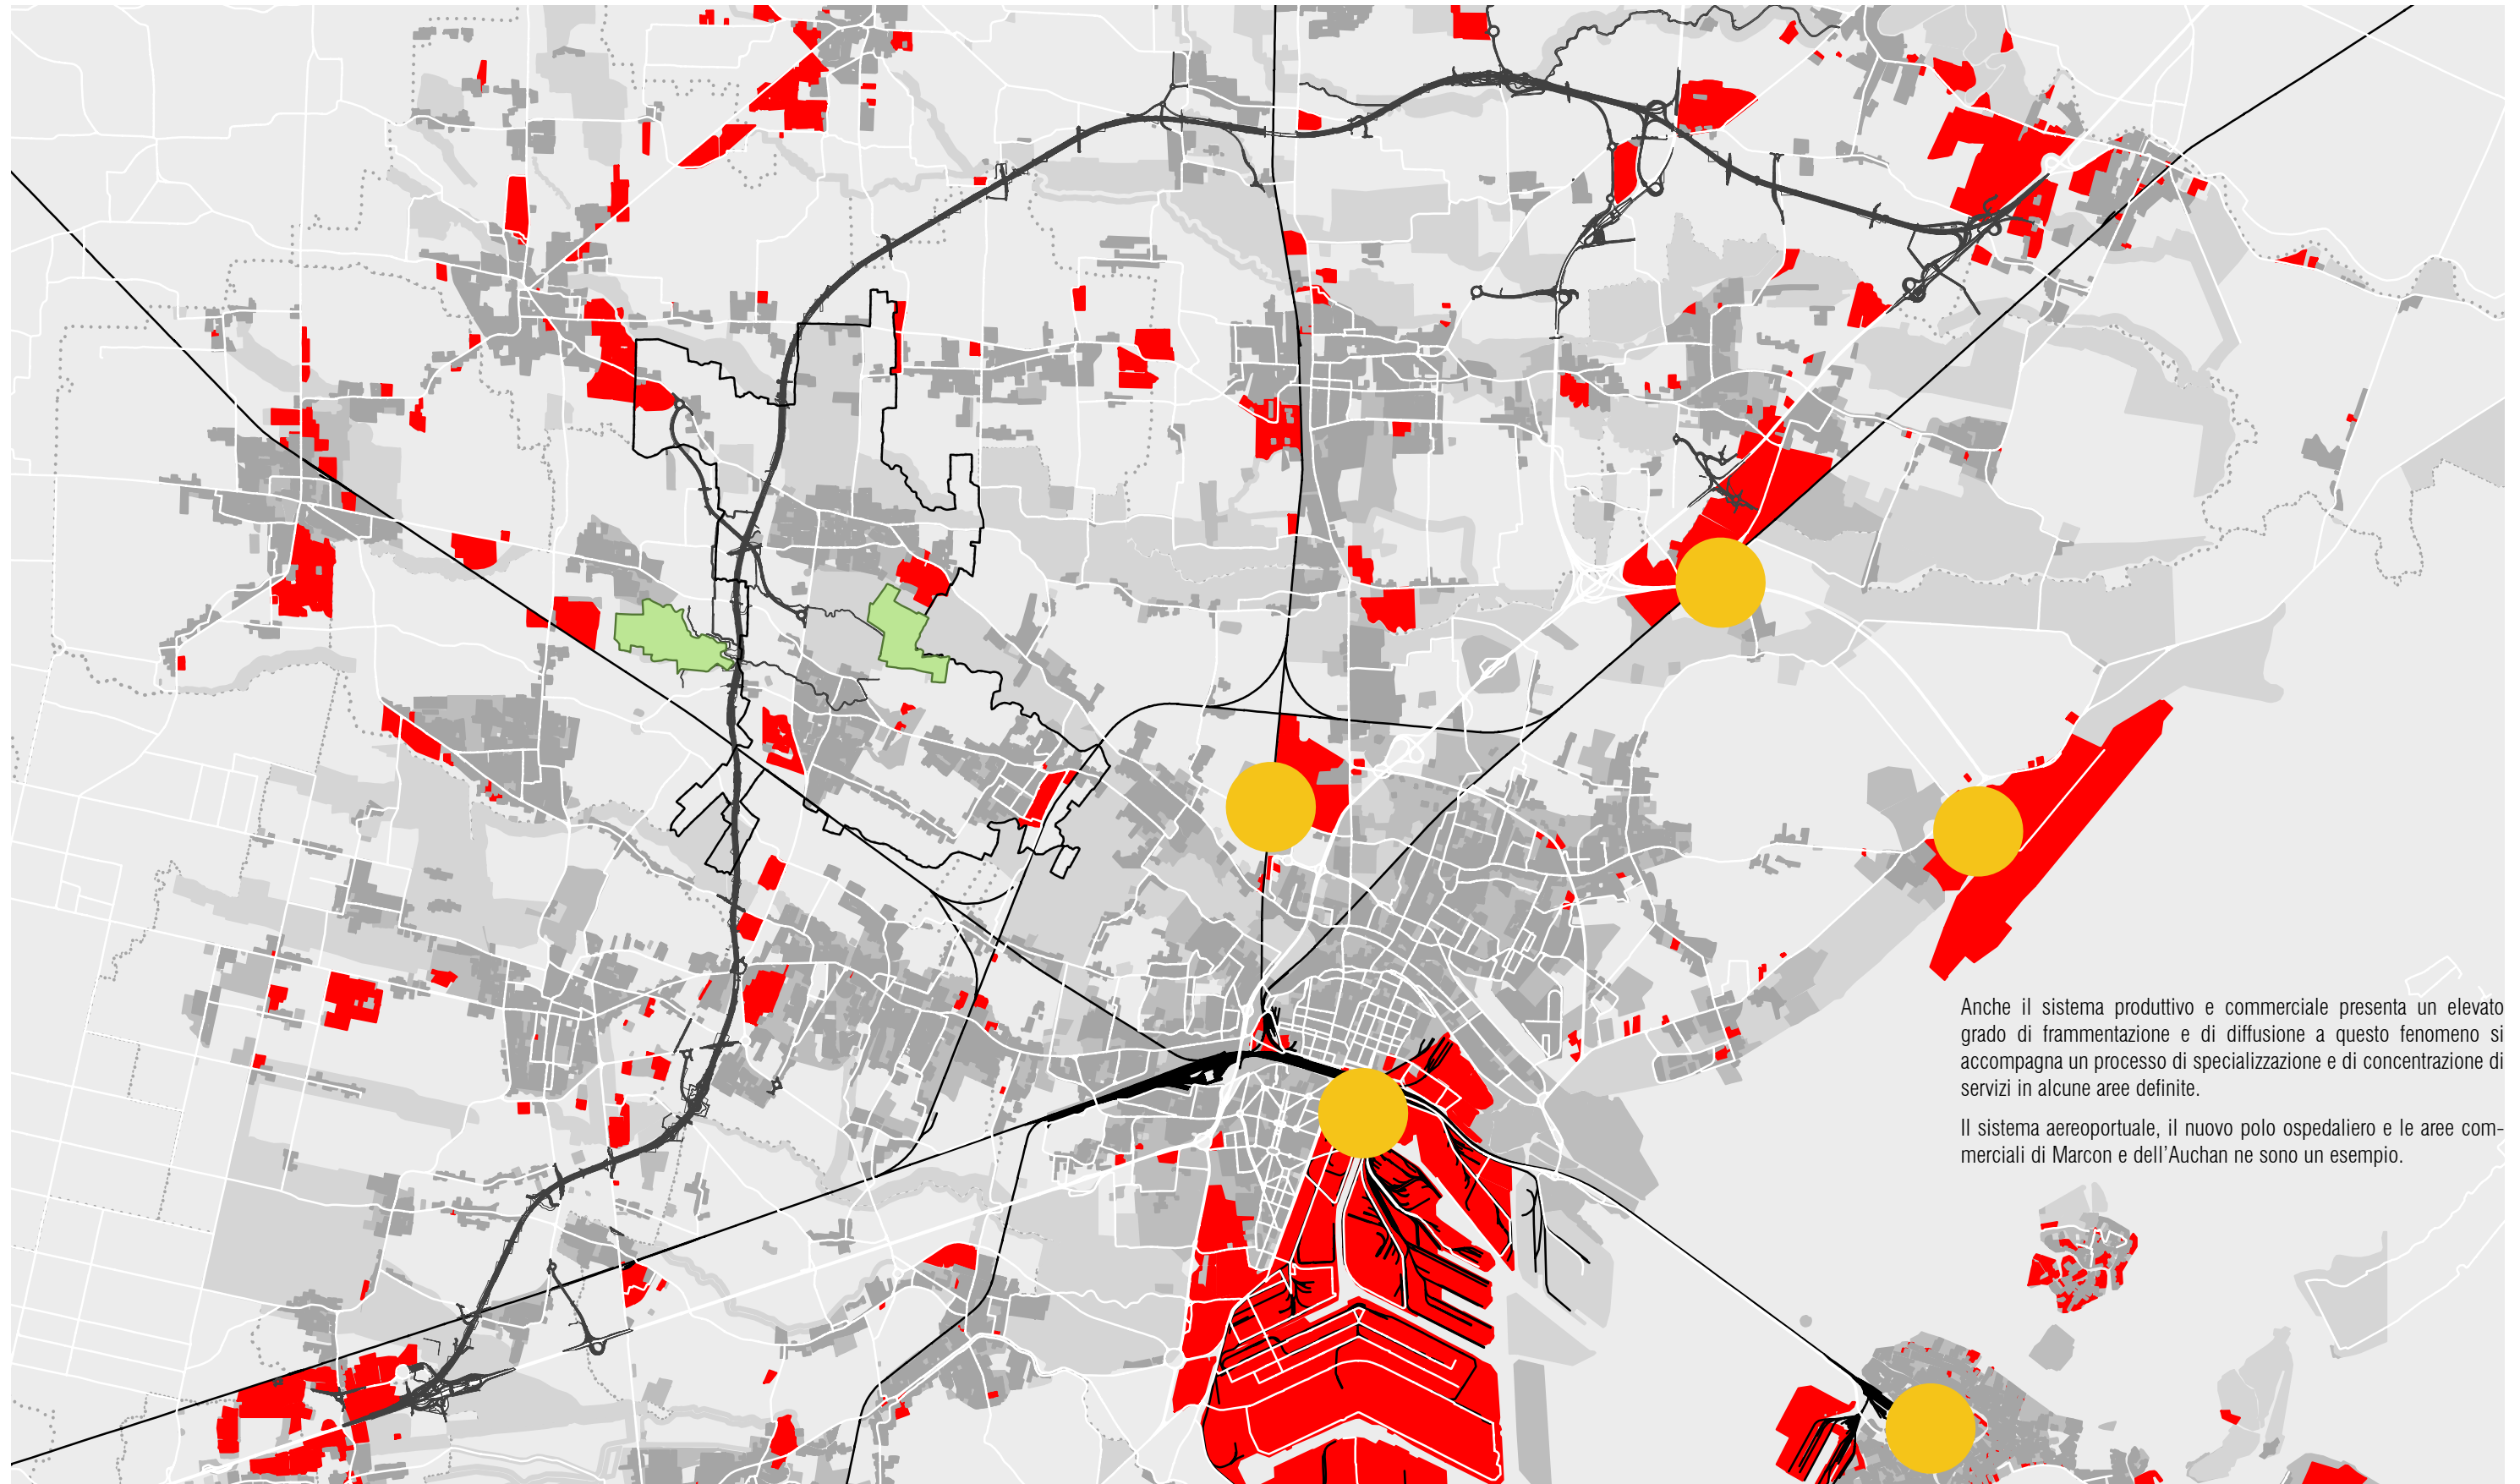 Anche il sistema produttivo e commerciale presenta un elevato
grado di frammentazione e di diffusione a questo fenomeno si
accompagna un processo di specializzazione e di concentrazione di
servizi in alcune aree definite.
Il sistema aereoportuale, il nuovo polo ospedaliero e le aree com-
merciali di Marcon e dell’Auchan ne sono un esempio.